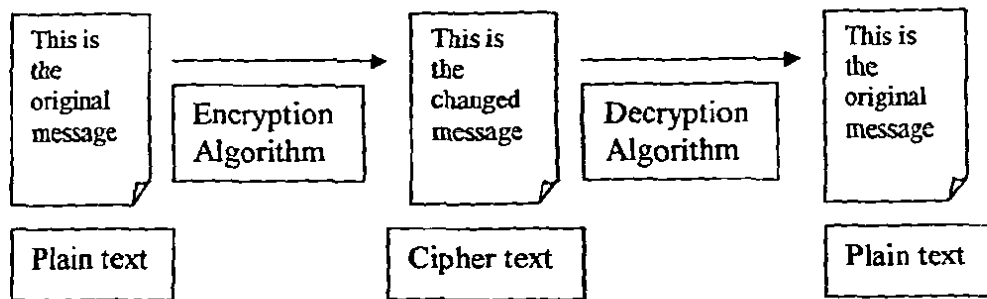 This is
the
original
message
Encryption
Algorithm
This is
the
changed
message
Decryption
Algorithm
This is
the
original
message
Plain text
Cipher text
Plain text